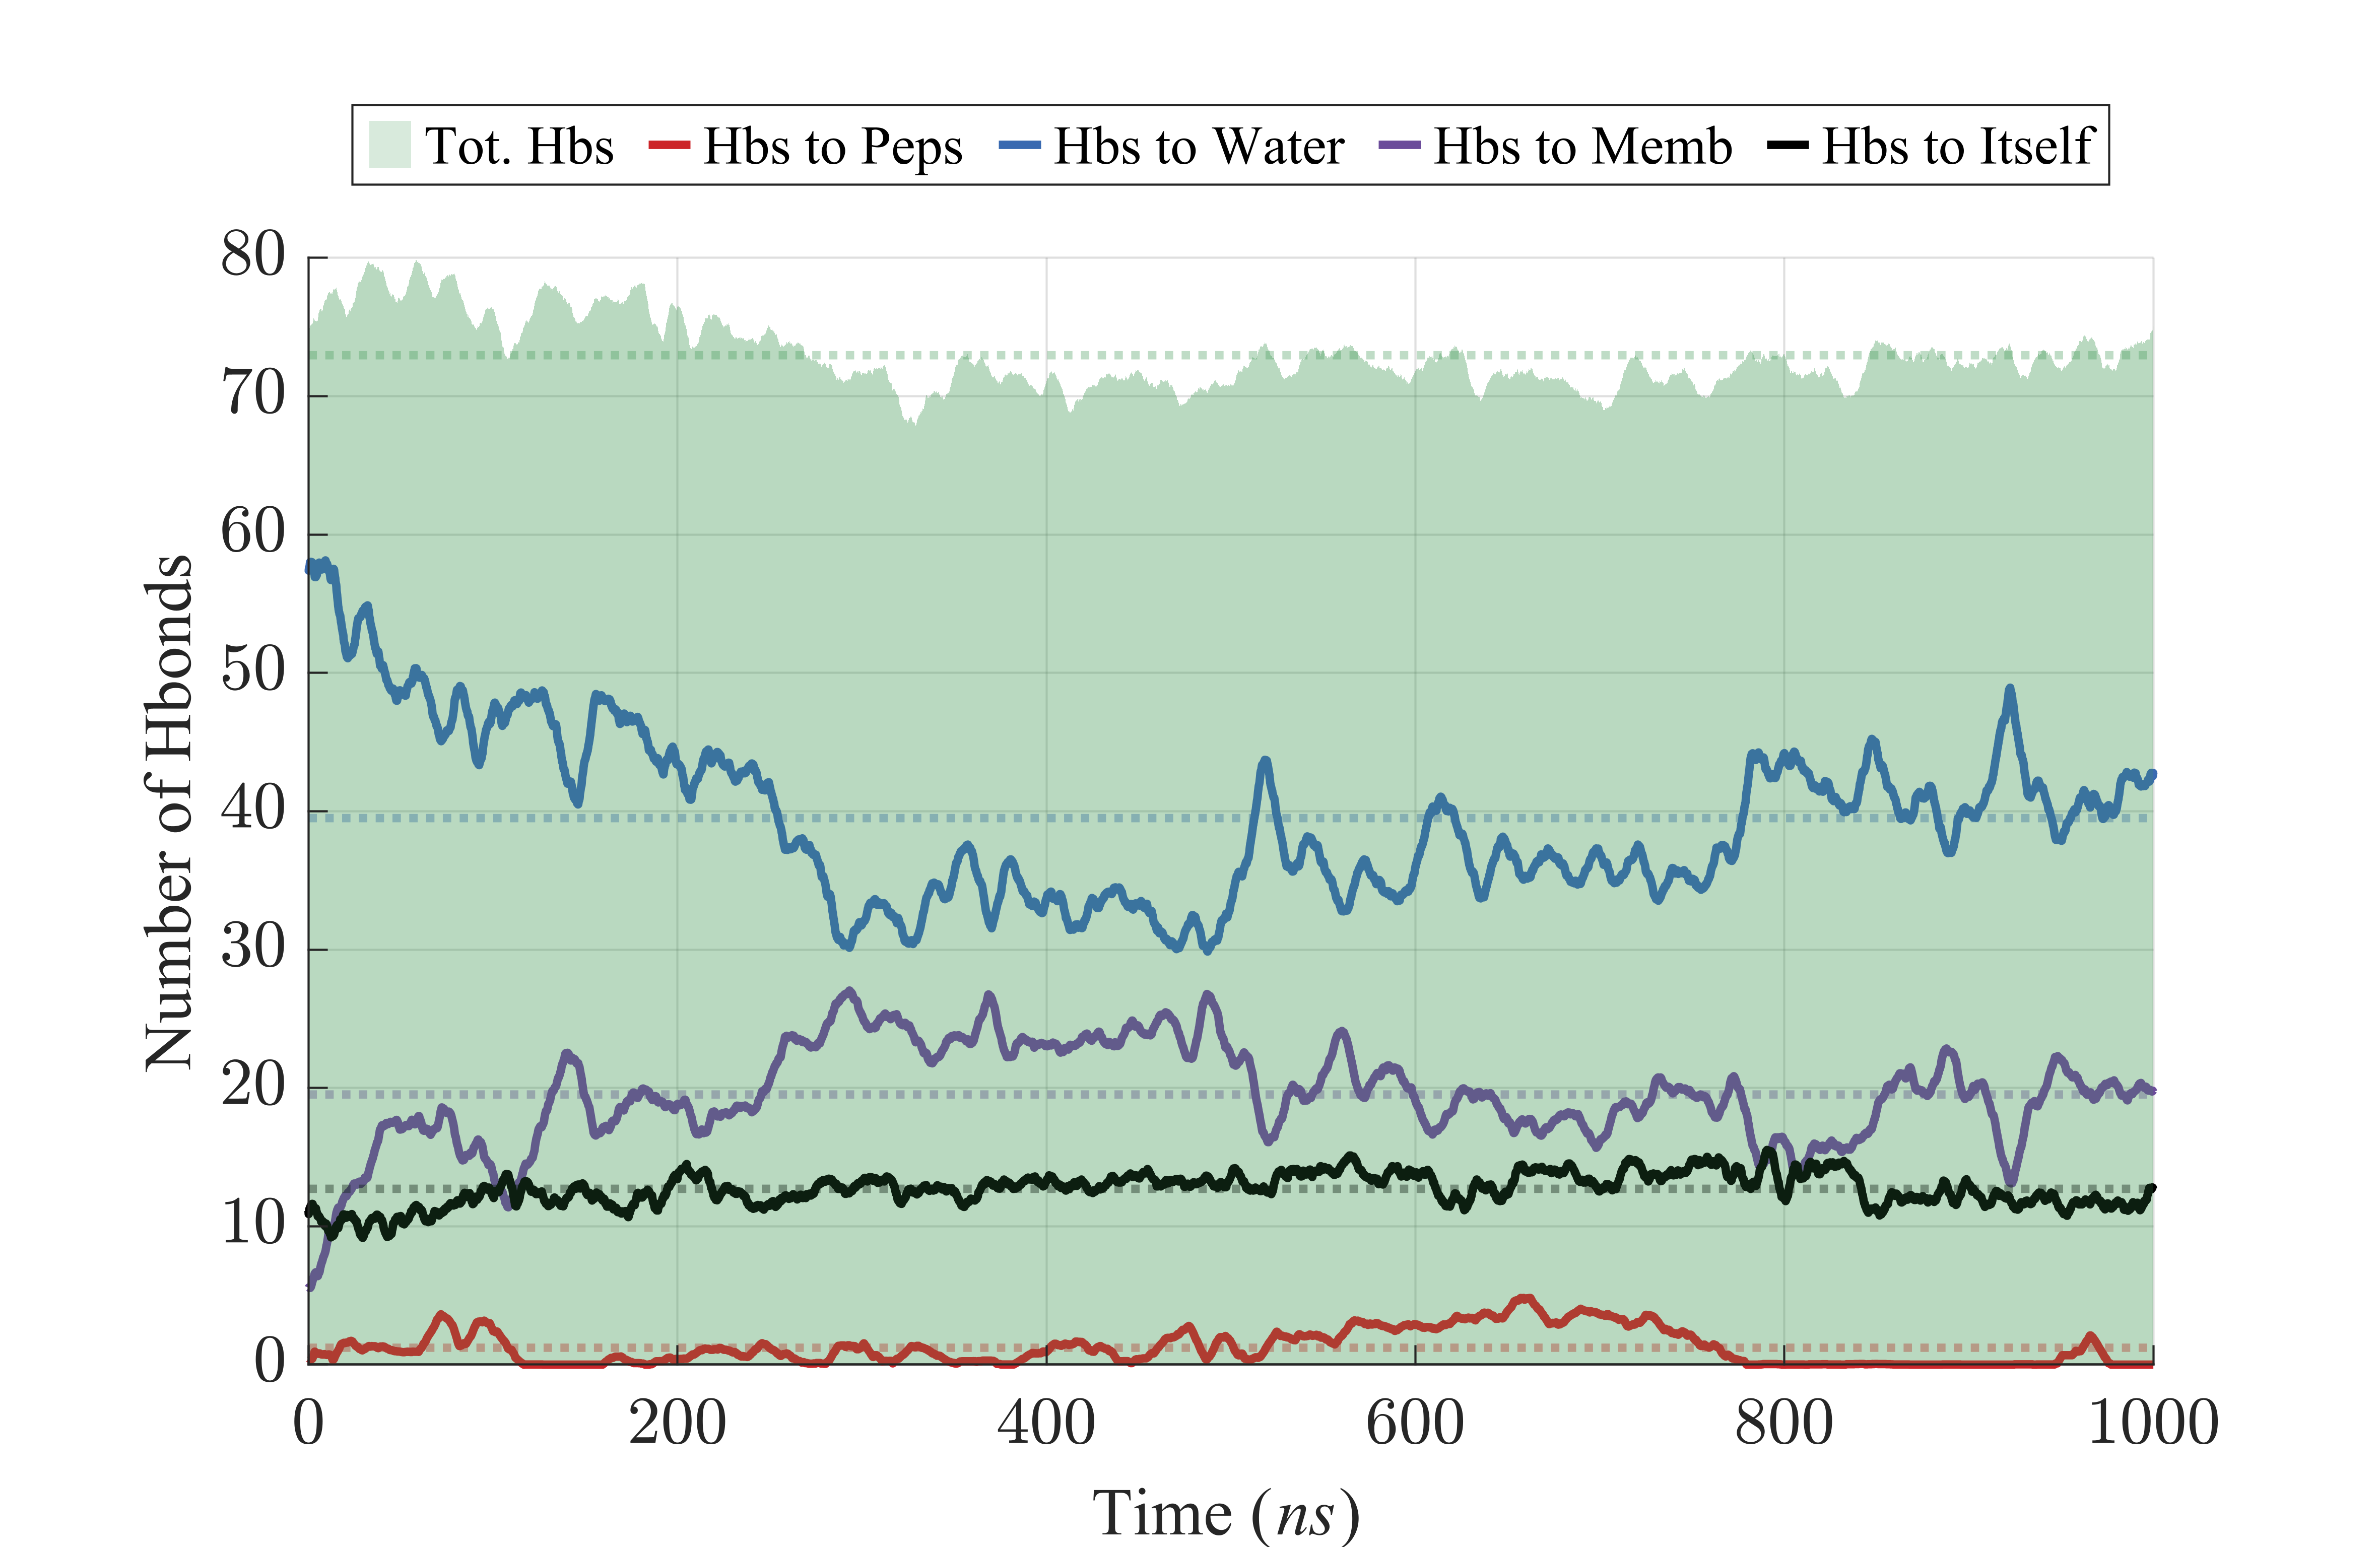 Tot. Hbs Hbs to Peps Hbs to Water Hbs to Memb Hbs to Itself
80
70
60
50
40
30
20
10
0
Number of Hbonds
0 200 400 600 800 1000
Time (ns)